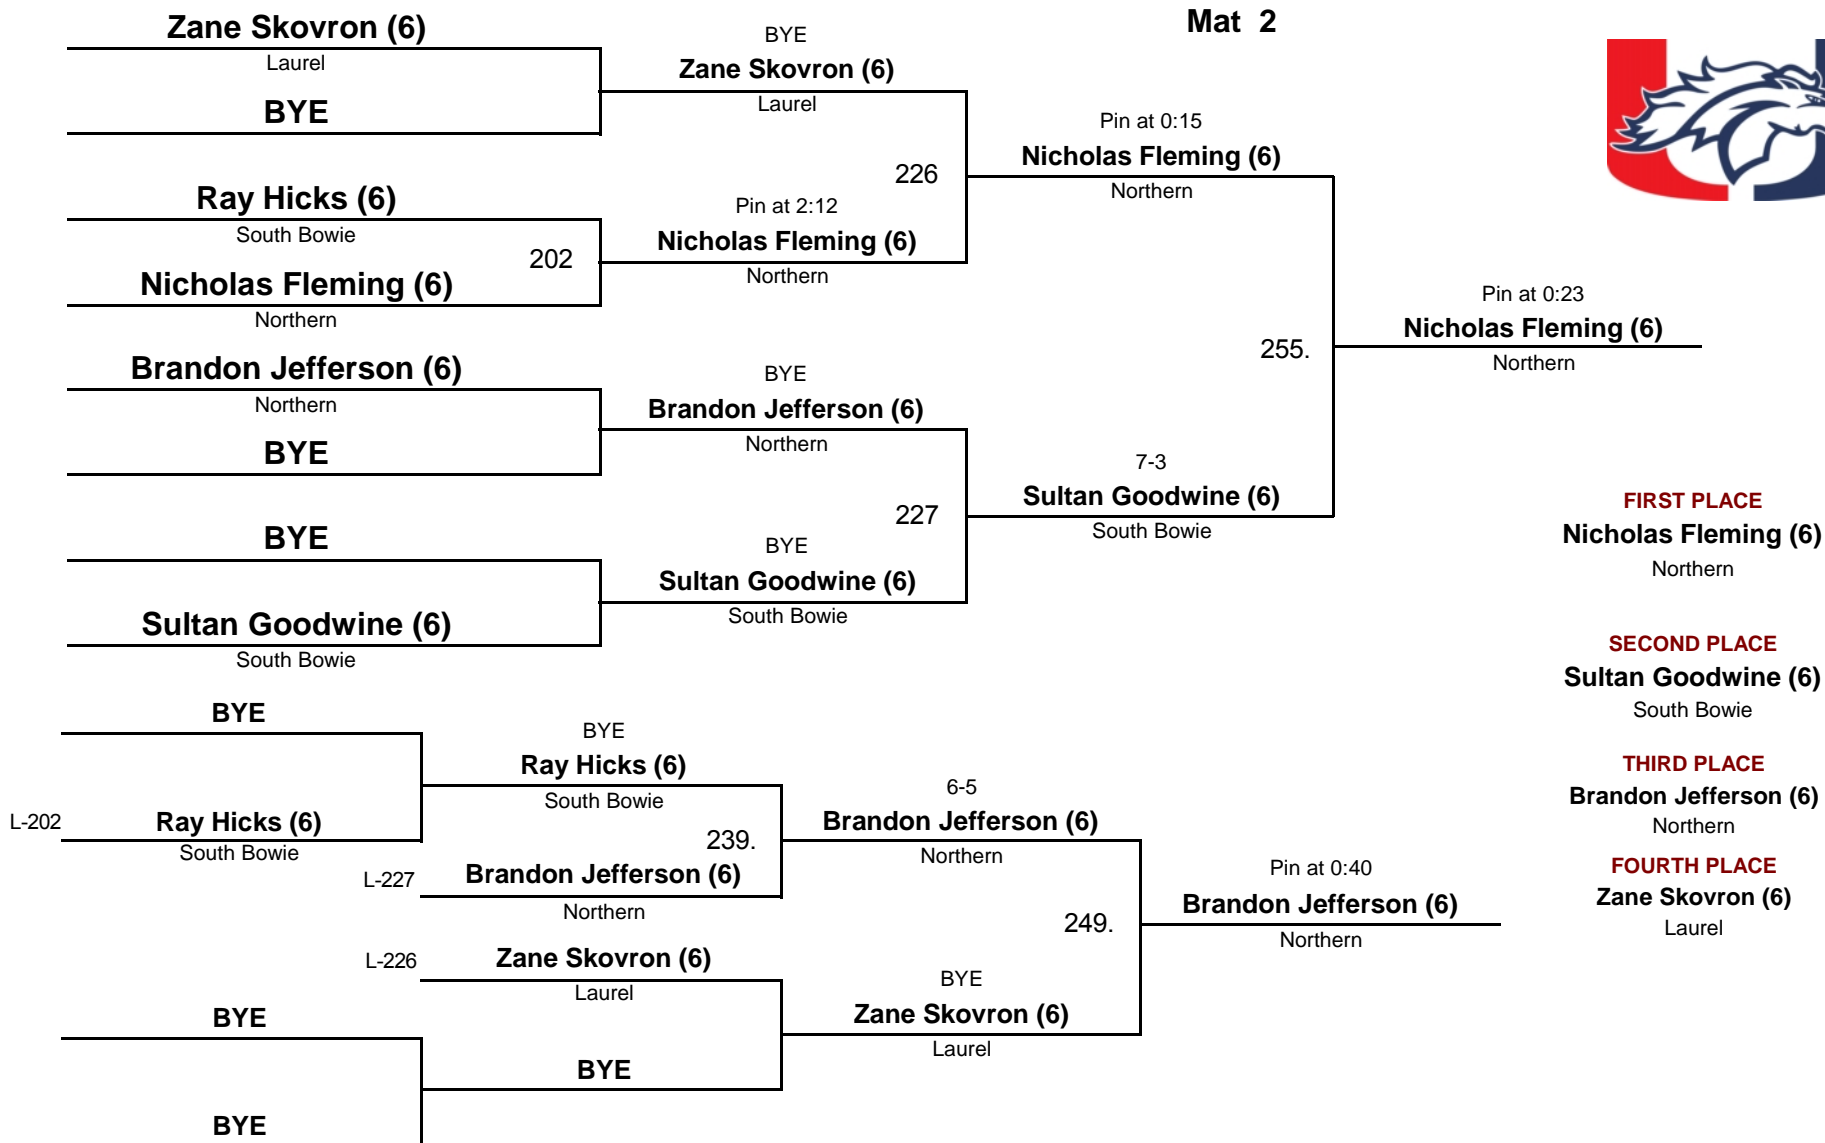 Mat 2
Zane Skovron (6)
Laurel
BYE
BYE
Zane Skovron (6)
Laurel
Ray Hicks (6)
South Bowie
202
Nicholas Fleming (6)
Northern
Pin at 2:12
Nicholas Fleming (6)
Northern
226
Pin at 0:15
Nicholas Fleming (6)
Northern
Brandon Jefferson (6)
Northern
BYE
BYE
Brandon Jefferson (6)
Northern
BYE
Sultan Goodwine (6)
South Bowie
BYE
Sultan Goodwine (6)
South Bowie
227
7-3
Sultan Goodwine (6)
South Bowie
255.
Pin at 0:23
Nicholas Fleming (6)
Northern
FIRST PLACE
Nicholas Fleming (6)
Northern
SECOND PLACE
Sultan Goodwine (6)
South Bowie
THIRD PLACE
Brandon Jefferson (6)
Northern
FOURTH PLACE
Zane Skovron (6)
Laurel
BYE
L-202
Ray Hicks (6)
South Bowie
BYE
Ray Hicks (6)
South Bowie
239.
L-227
Brandon Jefferson (6)
Northern
6-5
Brandon Jefferson (6)
Northern
L-226
Zane Skovron (6)
Laurel
BYE
BYE
BYE
BYE
Zane Skovron (6)
Laurel
249.
Pin at 0:40
Brandon Jefferson (6)
Northern